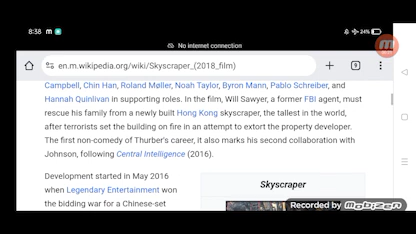 8:38
24%
No internet connection
en.m.wikipedia.org/wiki/Skyscraper_(2018_film)
9
Campbell, Chin Han, Roland Møller, Noah Taylor, Byron Mann, Pablo Schreiber, and
Hannah Quinlivan in supporting roles. In the film, Will Sawyer, a former FBI agent, must
rescue his family from a newly built Hong Kong skyscraper, the tallest in the world,
after terrorists set the building on fire in an attempt to extort the property developer.
The first non-comedy of Thurber's career, it also marks his second collaboration with
Johnson, following Central Intelligence (2016).
Development started in May 2016
when Legendary Entertainment won
the bidding war for a Chinese-set
Skyscraper
Recorded by
mobizen